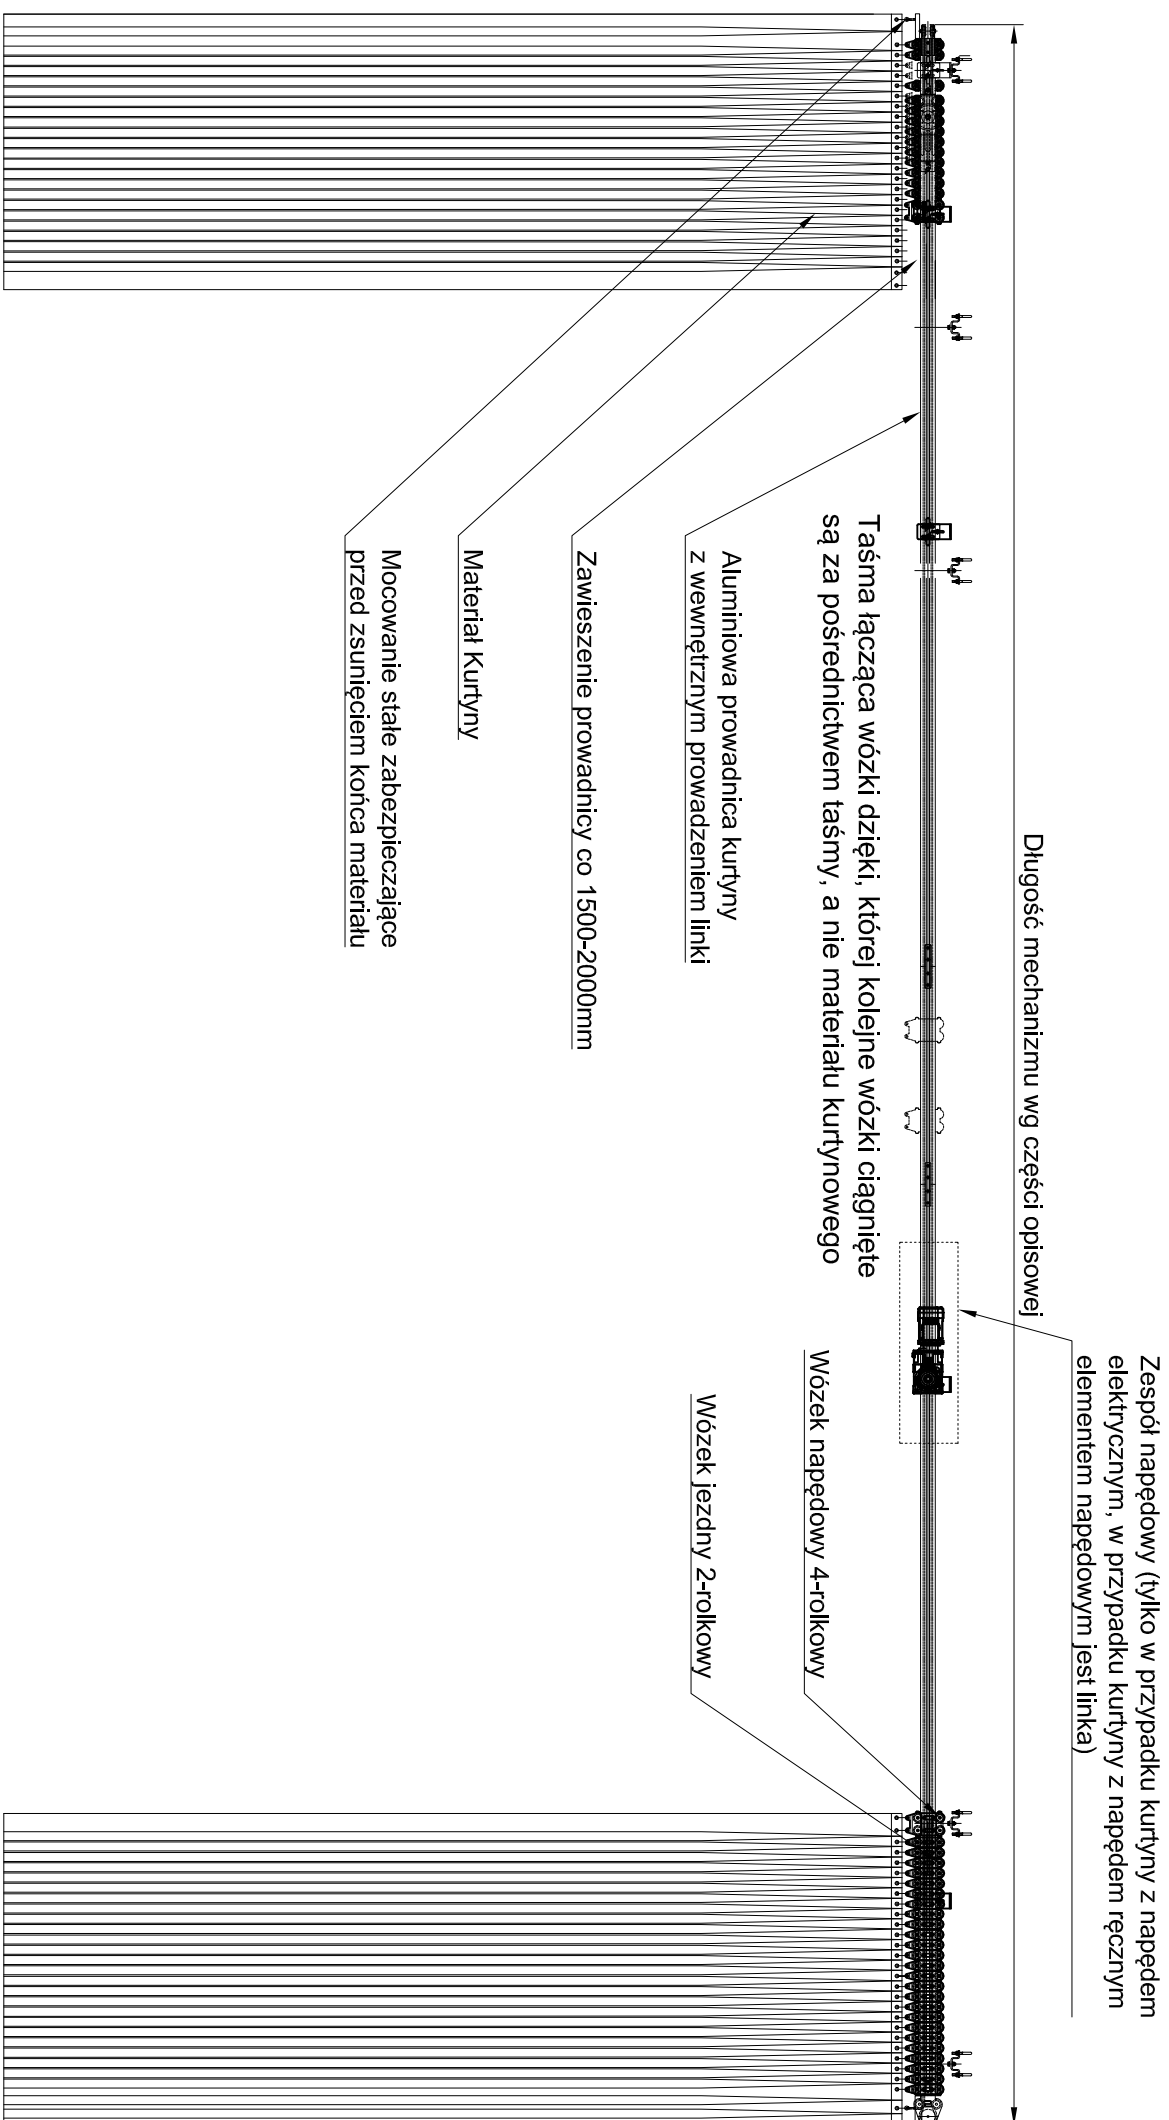 Zespół napędowy (tylko w przypadku kurtyny z napędem
elektrycznym, w przypadku kurtyny z napędem ręcznym
elementem napędowym jest linka)
Długość mechanizmu wg części opisowej
Taśma łącząca wózki dzięki, której kolejne wózki ciągnięte
są za pośrednictwem taśmy, a nie materiału kurtynowego
Wózek napędowy 4-rolkowy
Aluminiowa prowadnica kurtyny
z wewnętrznym prowadzeniem linki
Wózek jezdny 2-rolkowy
Zawieszenie prowadnicy co 1500-2000mm
Materiał Kurtyny
Mocowanie stałe zabezpieczające
przed zsunięciem końca materiału